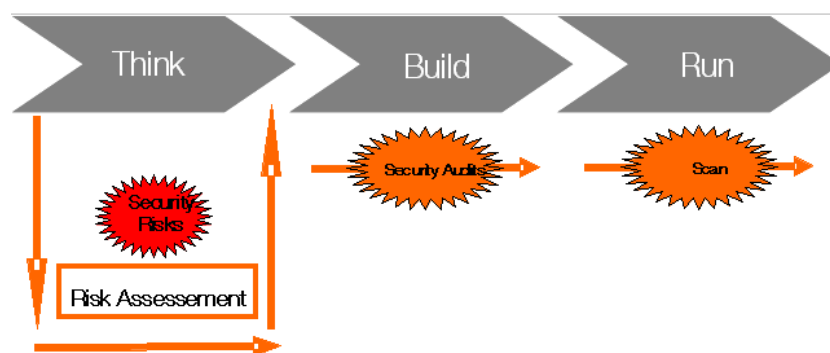 Think
Build
Run
Security Audits
Scan
Security
Risks
Risk Assessement